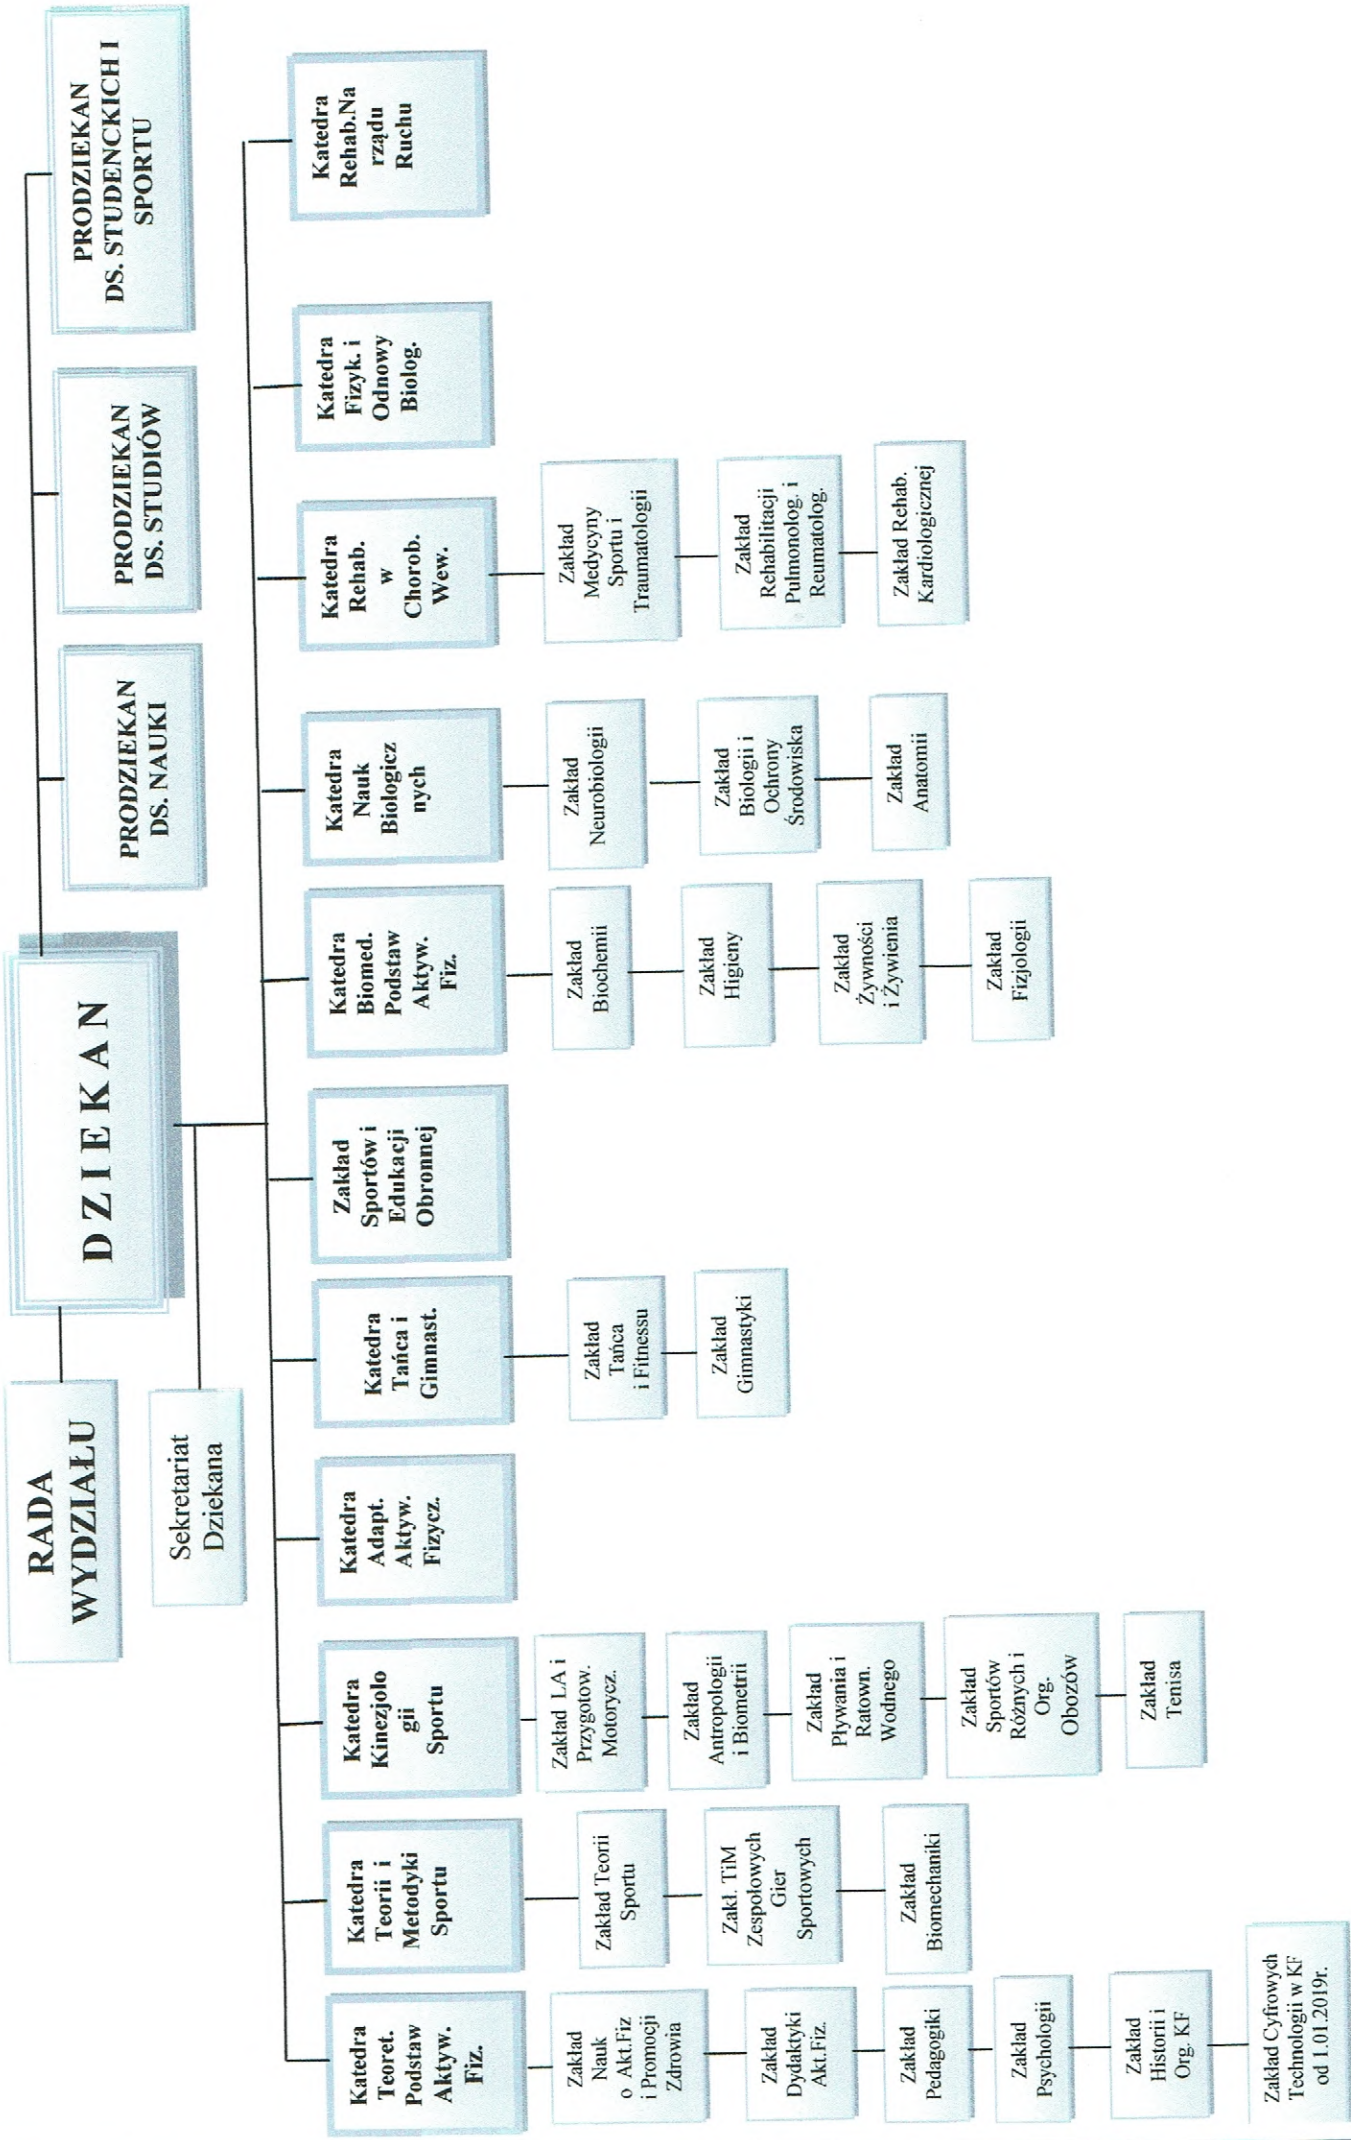 RADA
WYDZIAŁU
D Z I E K A N
PRODZIEKAN
DS. NAUKI
PRODZIEKAN
DS. STUDIÓW
PRODZIEKAN
DS. STUDENCKICH I
SPORTU
Sekretariat
Dziekana
Katedra
Teoret.
Podstaw
Aktyw.
Fiz.
Zakład
Nauk
o Akt.Fiz
i Promocji
Zdrowia
Zakład
Dydaktyki
Akt.Fiz.
Zakład
Pedagogiki
Zakład
Psychologii
Zakład
Historii i
Org. KF
Zakład Cyfrowych
Technologii w KF
od 1.01.2019r.
Katedra
Teorii i
Metodyki
Sportu
Zakład Teorii
Sportu
Zakł. TiM
Zespołowych
Gier
Sportowych
Zakład
Biomechaniki
Katedra
Kinezjolo
gii
Sportu
Zakład LA i
Przygotow.
Motorycz.
Zakład
Antropologii
i Biometrii
Zakład
Pływania i
Ratown.
Wodnego
Zakład
Sportów
Różnych i
Org.
Obozów
Zakład
Tenisa
Katedra
Adapt.
Aktyw.
Fizycz.
Katedra
Tańca i
Gimnast.
Zakład
Tańca
i Fitnessu
Zakład
Gimnastyki
Zakład
Sportów i
Edukacji
Obronnej
Katedra
Biomed.
Podstaw
Aktyw.
Fiz.
Zakład
Biochemii
Zakład
Higieny
Zakład
Żywności
i Żywienia
Zakład
Fizjologii
Katedra
Nauk
Biologicz
nych
Zakład
Neurobiologii
Zakład
Biologii i
Ochrony
Środowiska
Zakład
Anatomii
Katedra
Rehab.
w
Chorob.
Wew.
Zakład
Medycyny
Sportu i
Traumatologii
Zakład
Rehabilitacji
Pulmonolog. i
Reumatolog.
Zakład Rehab.
Kardiologicznej
Katedra
Fizyk. i
Odnowy
Biolog.
Katedra
Rehab.Na
rządu
Ruchu